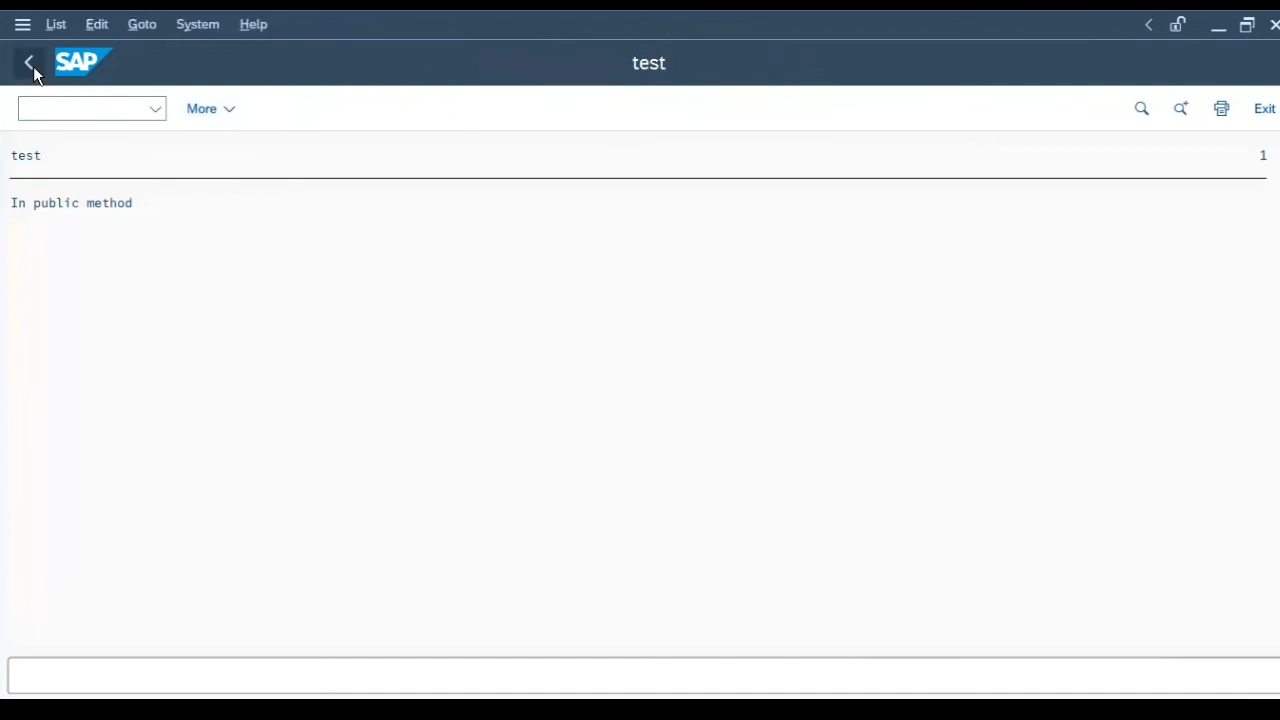 List Edit Goto System Help
SAP test
More Exit
test 1
In public method